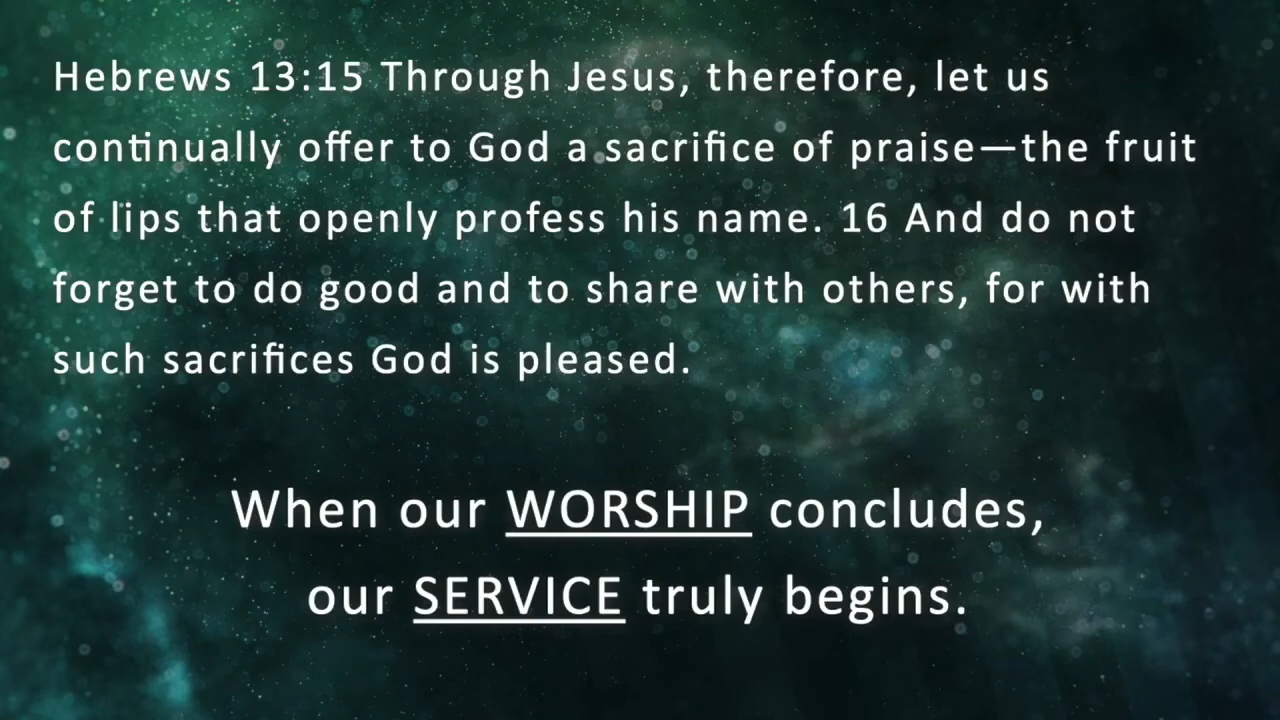 Hebrews 13:15 Through Jesus, therefore, let us
continually offer to God a sacrifice of praise—the fruit
of lips that openly profess his name. 16 And do not
forget to do good and to share with others, for with
such sacrifices God is pleased.
When our WORSHIP concludes,
our SERVICE truly begins.